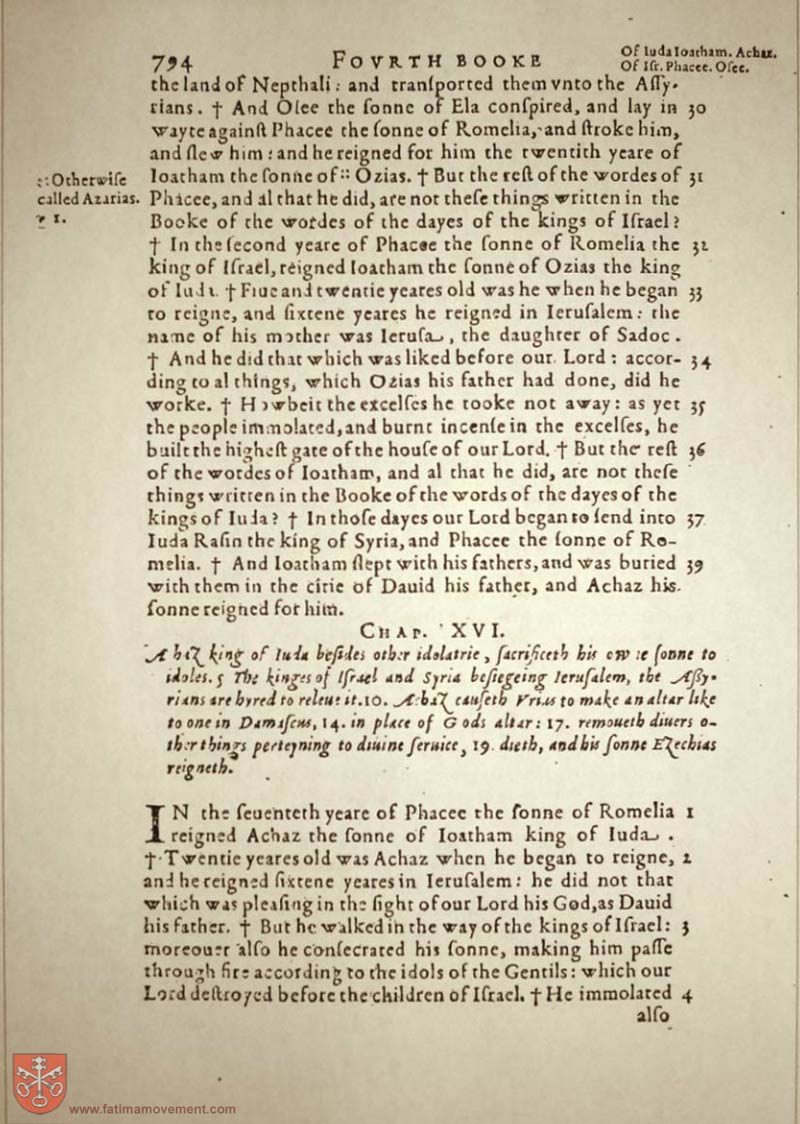 794 FOVRTH BOOKE Of Iuda Ioatham. Achaz.
Of Iſr. Phacee. Oſee.
the land of Nepthali: and tranſported them vnto the Aſſy-
rians. † And Oſee the ſonne of Ela conſpired, and lay in 30
wayte againſt Phacee the ſonne of Romelia, and ſtroke him,
and ſlew him: and he reigned for him the twentith yeare of
:: Otherwiſe
called Azarias.
v 1.
Ioatham the ſonne of :: Ozias. † But the reſt of the wordes of 31
Phacee, and al that he did, are not theſe things written in the
Booke of the wordes of the dayes of the kings of Iſrael?
† In the ſecond yeare of Phacee the ſonne of Romelia the 32
king of Iſrael, reigned Ioatham the ſonne of Ozias the king
of Iuda. † Fiue and twentie yeares old was he when he began 33
to reigne, and ſixtene yeares he reigned in Ieruſalem: the
name of his mother was Ieruſa, the daughter of Sadoc.
† And he did that which was liked before our Lord: accor- 34
ding to al things, which Ozias his father had done, did he
worke. † Howbeit the excelſes he tooke not away: as yet 35
the people immolated, and burnt incenſe in the excelſes, he
built the higheſt gate of the houſe of our Lord. † But the reſt 36
of the wordes of Ioatham, and al that he did, are not theſe
things written in the Booke of the words of the dayes of the
kings of Iuda? † In thoſe dayes our Lord began to ſend into 37
Iuda Raſin the king of Syria, and Phacee the ſonne of Ro-
melia. † And Ioatham ſlept with his fathers, and was buried 39
with them in the citie of Dauid his father, and Achaz his
ſonne reigned for him.
CHAP. XVI.
Achaz king of Iuda beſides other idolatrie, ſacrificeth his owne ſonne to
idoles. 5 The kinges of Iſrael and Syria beſiegeing Ieruſalem, the Aſſy-
rians are hyred to releue it. 10. Achaz cauſeth Vrias to make an altar like
to one in Damaſcus, 14. in place of Gods altar: 17. remoueth diuers o-
ther things perteyning to diuine ſeruice, 19. dieth, and his ſonne Ezechias
reigneth.
IN the ſeuenteth yeare of Phacee the ſonne of Romelia 1
reigned Achaz the ſonne of Ioatham king of Iuda.
† Twentie yeares old was Achaz when he began to reigne, 2
and he reigned ſixtene yeares in Ieruſalem: he did not that
which was pleaſing in the ſight of our Lord his God, as Dauid
his father. † But he walked in the way of the kings of Iſrael: 3
moreouer alſo he conſecrated his ſonne, making him paſſe
through fire according to the idols of the Gentils: which our
Lord deſtroyed before the children of Iſrael. † He immolated 4
alſo
www.fatimamovement.com